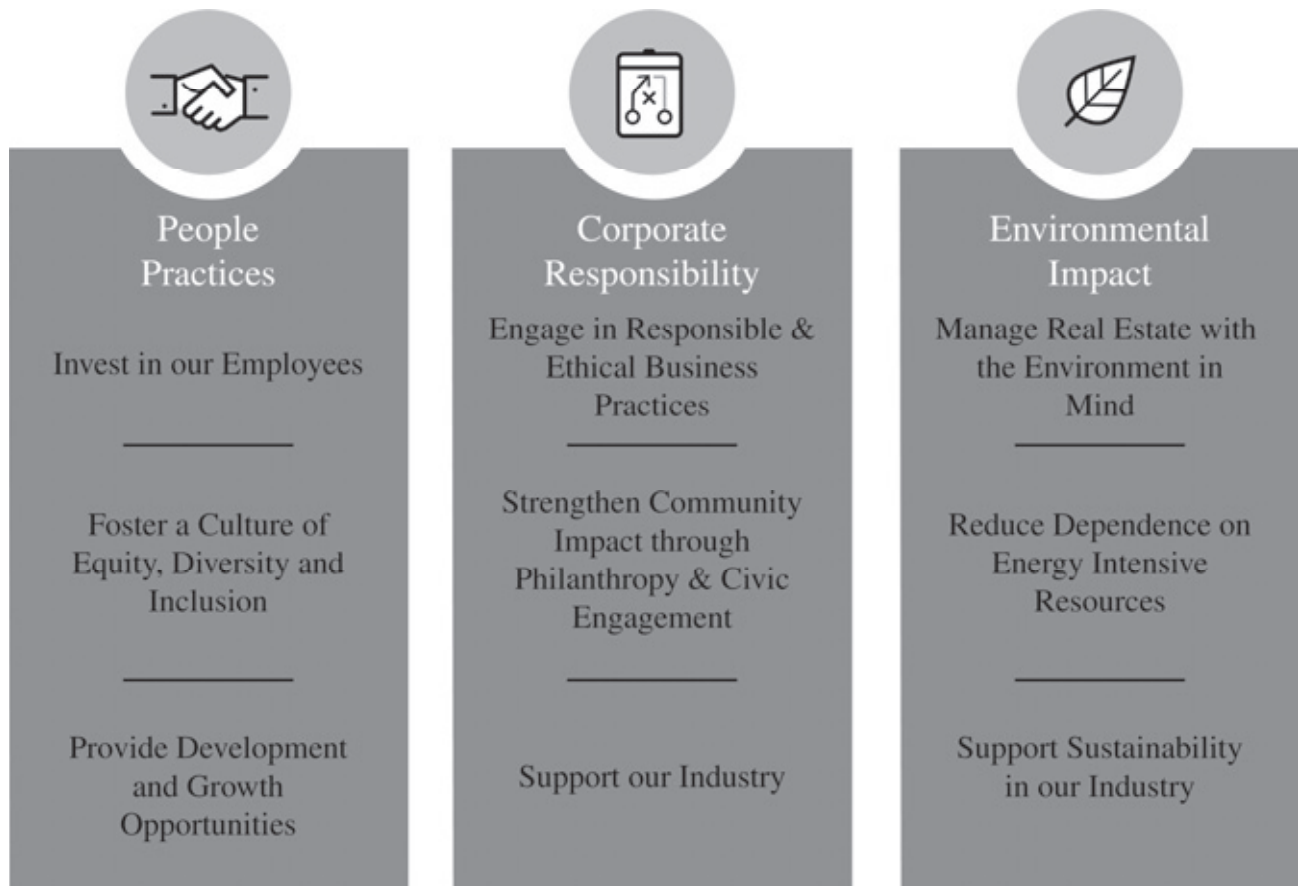 People
Practices
Invest in our Employees
Foster a Culture of
Equity, Diversity and
Inclusion
Provide Development
and Growth
Opportunities
Corporate
Responsibility
Engage in Responsible &
Ethical Business
Practices
Strengthen Community
Impact through
Philanthropy & Civic
Engagement
Support our Industry
Environmental
Impact
Manage Real Estate with
the Environment in
Mind
Reduce Dependence on
Energy Intensive
Resources
Support Sustainability
in our Industry